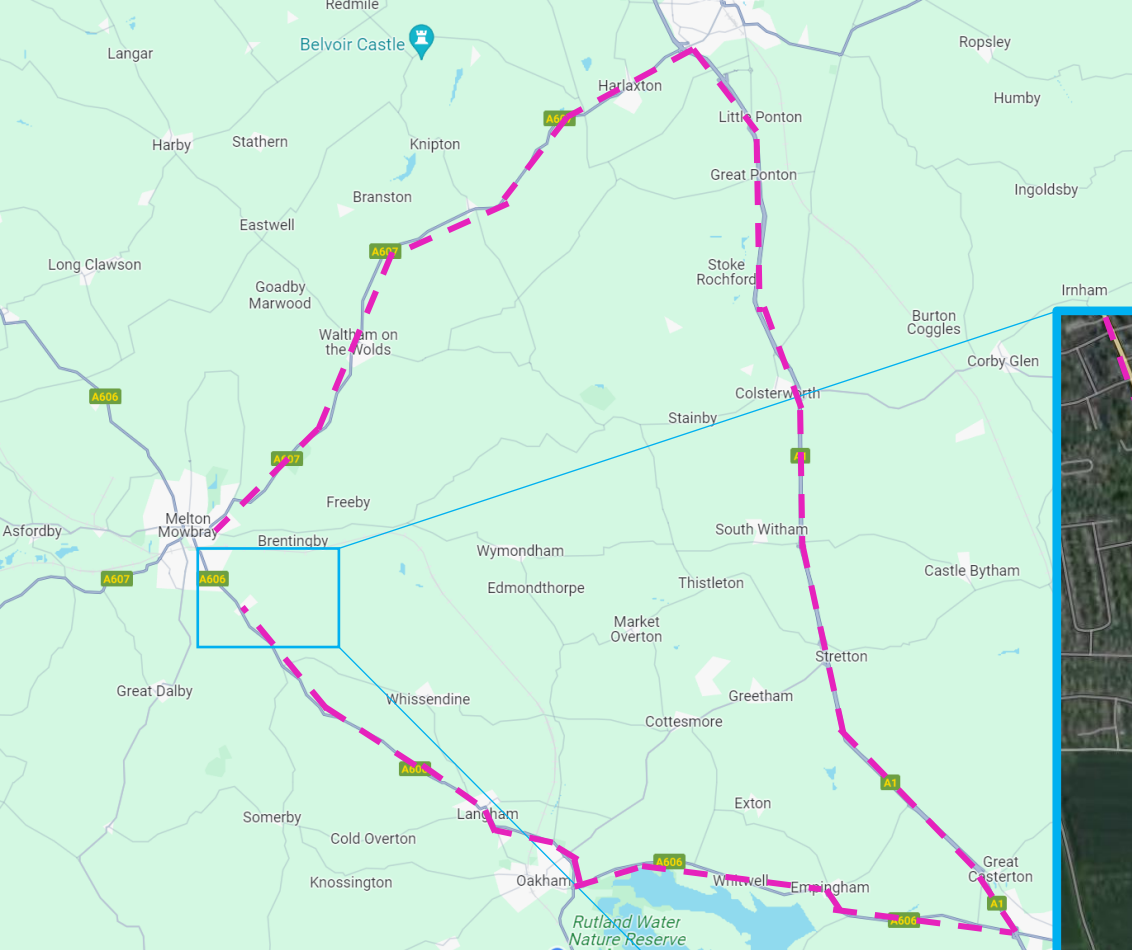 Redmile
Langar
Belvoir Castle
Ropsley
Harlaxton
Humby
Little Ponton
Harby
Stathern
Knipton
Great Ponton
Ingoldsby
Branston
Eastwell
A607
Long Clawson
Stoke
Rochford
Goadby
Marwood
Irnham
Burton
Coggles
Waltham on
the Wolds
Corby Glen
A606
Colsterworth
Stainby
A607
A1
Freeby
Melton
Mowbray
Asfordby
Brentingby
South Witham
Wymondham
Castle Bytham
A607
A606
Edmondthorpe
Thistleton
Market
Overton
Stretton
Great Dalby
Whissendine
Greetham
Cottesmore
A1
Exton
Somerby
Langham
Cold Overton
Great
Casterton
Knossington
Oakham
A606
Whitwell
Empingham
A1
A606
Rutland Water
Nature Reserve